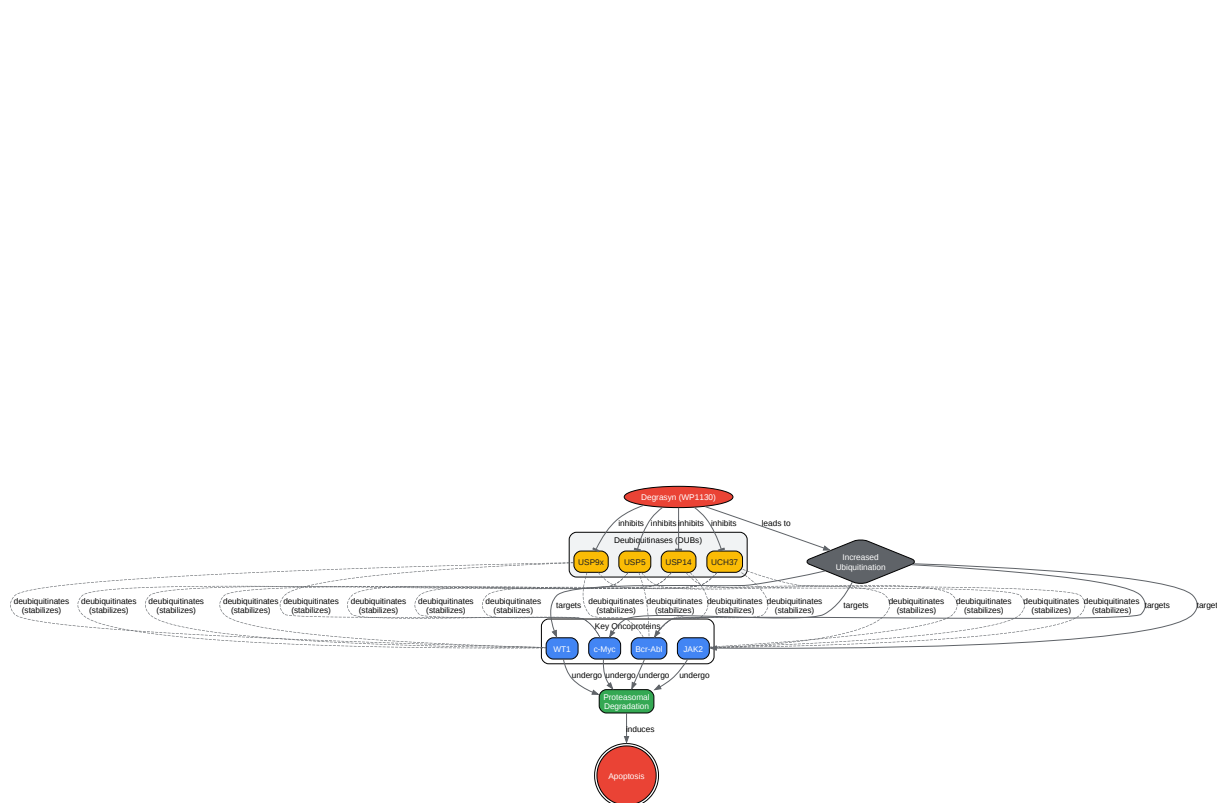 Degrasyn (WP1130)
inhibits
inhibits
inhibits
inhibits
leads to
Deubiquitinases (DUBs)
USP9x
USP5
USP14
UCH37
Increased
Ubiquitination
deubiquitinates
(stabilizes)
deubiquitinates
(stabilizes)
deubiquitinates
(stabilizes)
deubiquitinates
(stabilizes)
deubiquitinates
(stabilizes)
deubiquitinates
(stabilizes)
deubiquitinates
(stabilizes)
deubiquitinates
(stabilizes)
targets
deubiquitinates
(stabilizes)
deubiquitinates
(stabilizes)
deubiquitinates
(stabilizes)
deubiquitinates
(stabilizes)
targets
deubiquitinates
(stabilizes)
deubiquitinates
(stabilizes)
deubiquitinates
(stabilizes)
deubiquitinates
(stabilizes)
targets
target
Key Oncoproteins
WT1
c-Myc
Bcr-Abl
JAK2
undergo
undergo
undergo
undergo
Proteasomal
Degradation
induces
Apoptosis